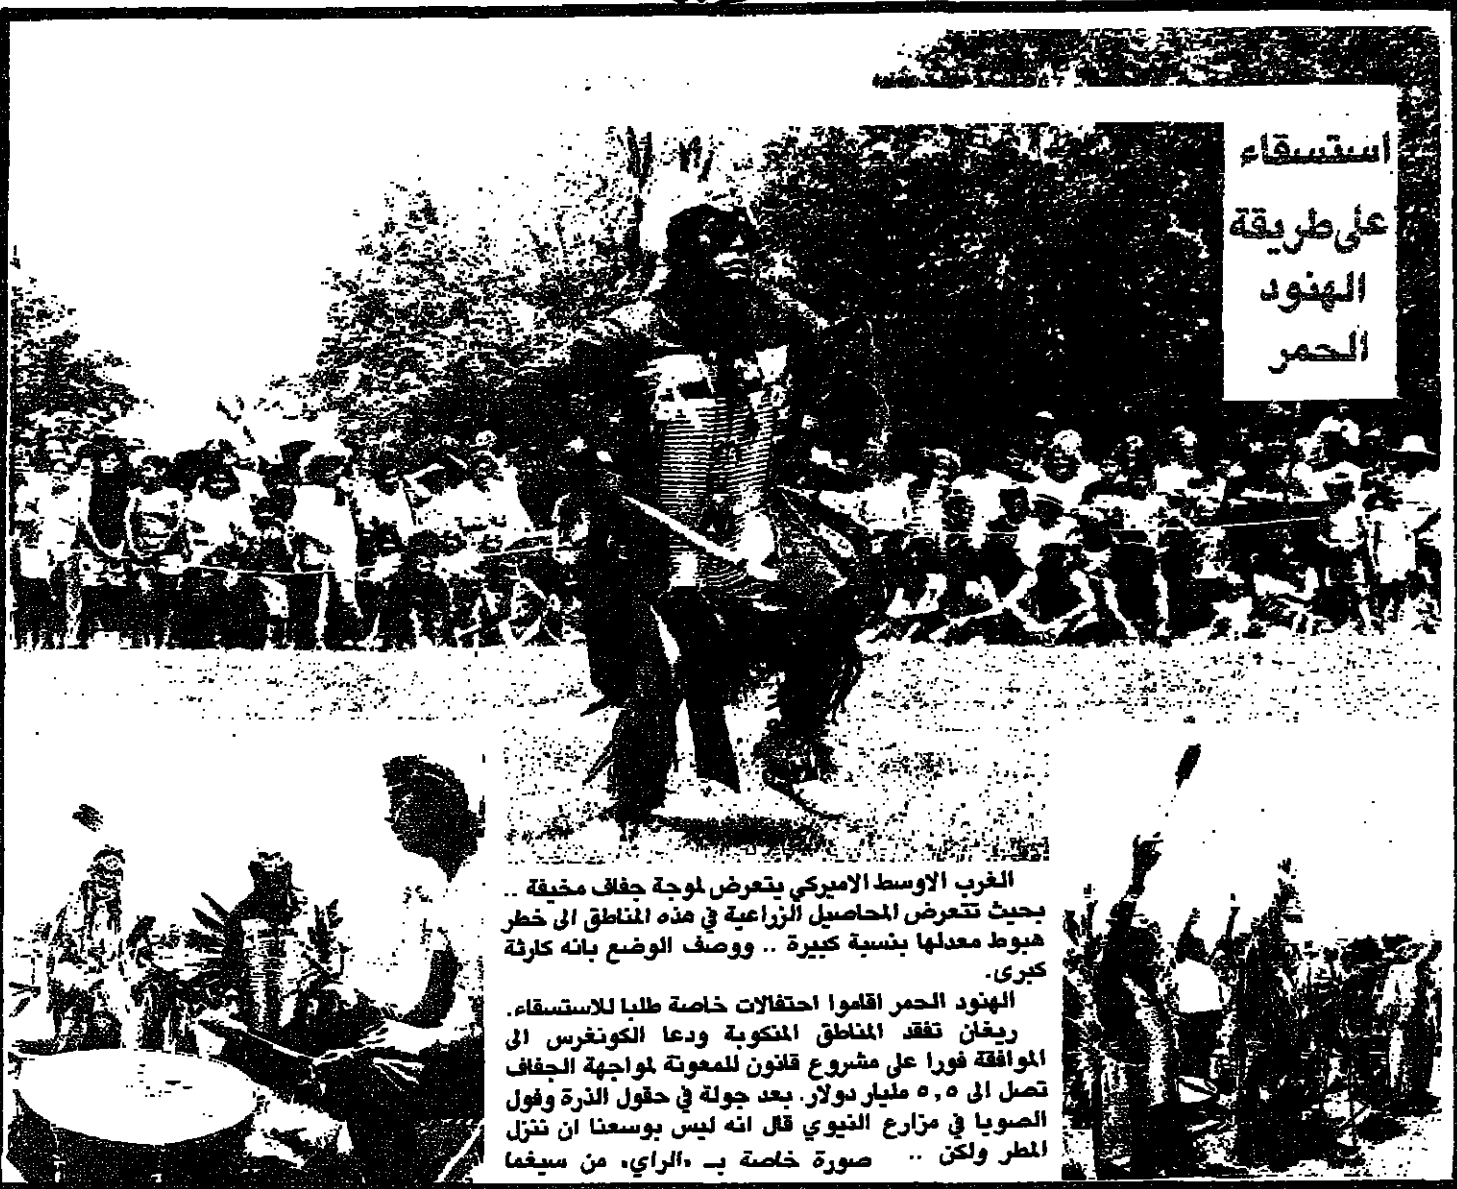 استسقاء
على طريقة
الهنود
الحمر
الغرب الاوسط الاميركي يتعرض لموجة جفاف مخيفة ..
بحيث تتعرض المحاصيل الزراعية في هذه المناطق الى خطر
هبوط معدلها بنسبة كبيرة .. ووصف الوضع بانه كارثة
كبرى.
الهنود الحمر اقاموا احتفالات خاصة طلبا للاستسقاء.
ريغان تفقد المناطق المنكوبة ودعا الكونغرس الى
الموافقة فورا على مشروع قانون للمعونة لمواجهة الجفاف
تصل الى ٥,٥ مليار دولار. بعد جولة في حقول الذرة وفول
الصويا في مزارع الينوي قال انه ليس بوسعنا ان ننزل
المطر ولكن .. صورة خاصة بـ «الراي» من سيغما